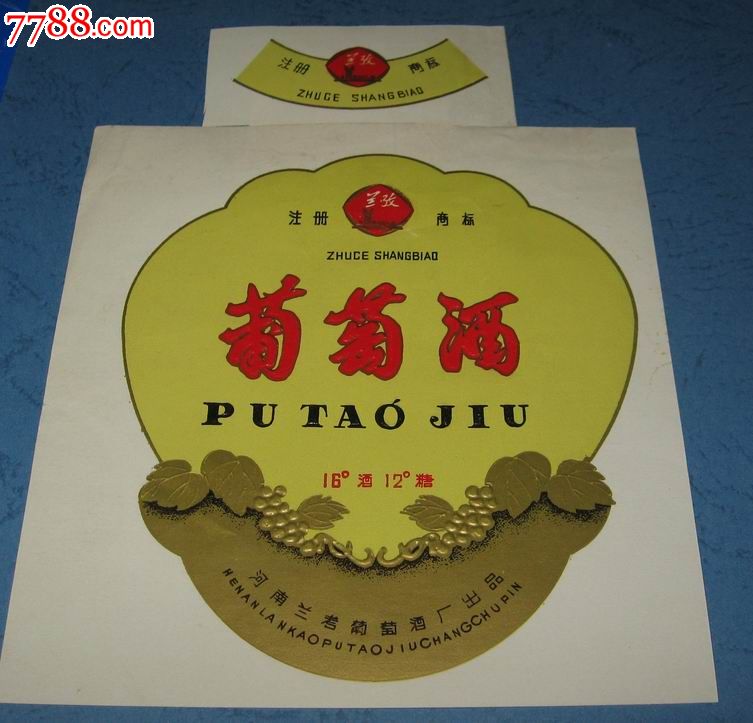 7788.com
注册 兰考 商标
ZHUCE SHANGBIAO
注册 兰考 商标
ZHUCE SHANGBIAO
葡萄酒
PU TAÓ JIU
16° 酒 12° 糖
河南兰考葡萄酒厂出品
HENANLANKAOPUTAOJIUCHANGCHUPIN